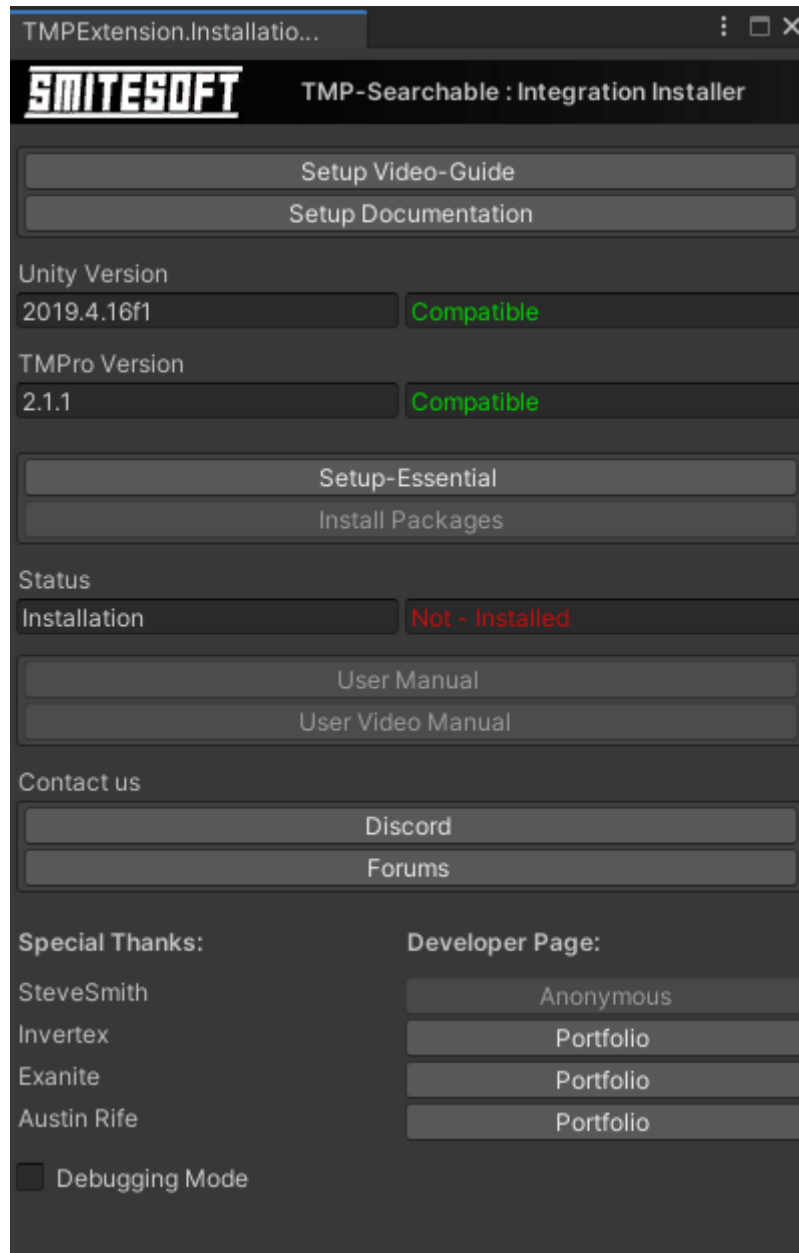 TMPExtension.Installatio...
SMITESOFT TMP-Searchable : Integration Installer
Setup Video-Guide
Setup Documentation
Unity Version
2019.4.16f1 Compatible
TMPro Version
2.1.1 Compatible
Setup-Essential
Install Packages
Status
Installation Not - Installed
User Manual
User Video Manual
Contact us
Discord
Forums
Special Thanks: Developer Page:
SteveSmith Anonymous
Invertex Portfolio
Exanite Portfolio
Austin Rife Portfolio
Debugging Mode